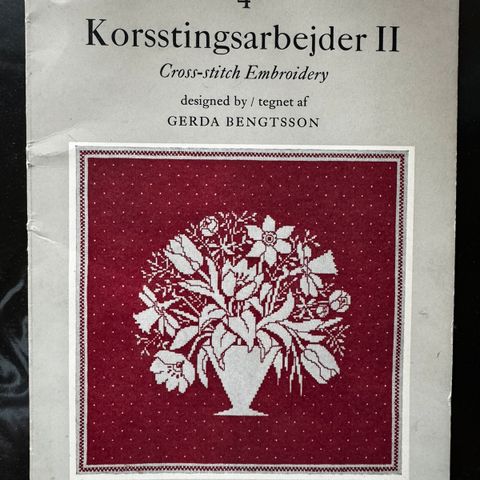 4
Korsstingsarbejder II
Cross-stitch Embroidery
designed by / tegnet af
GERDA BENGTSSON